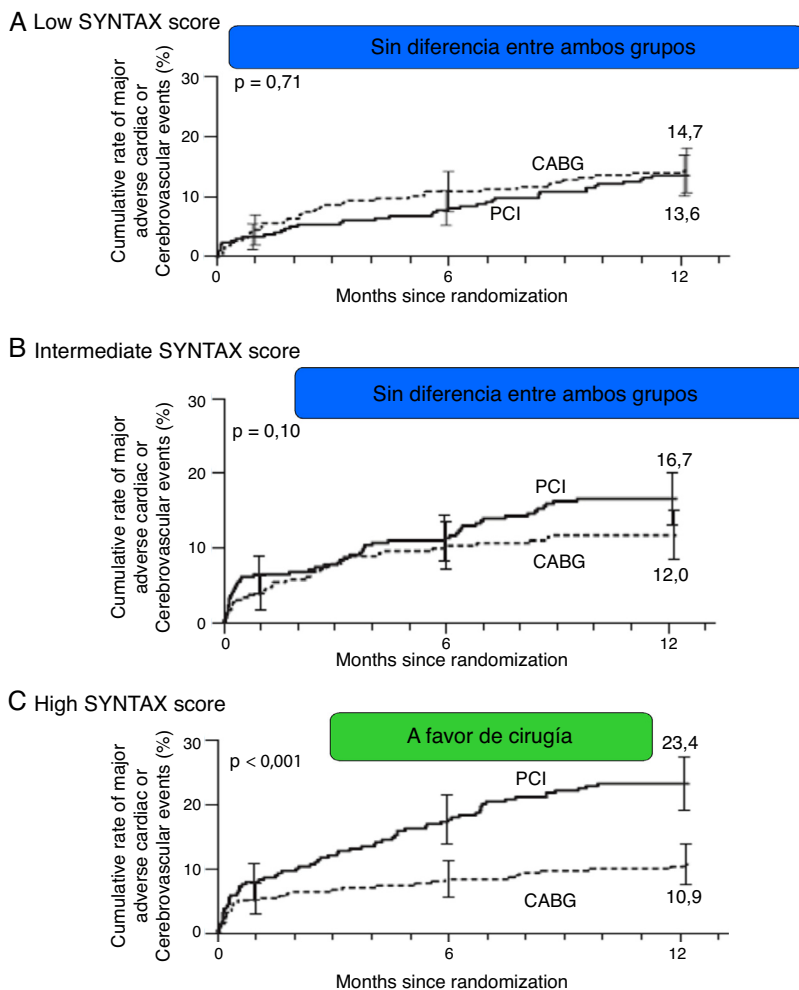 A Low SYNTAX score
Sin diferencia entre ambos grupos
Cumulative rate of major
adverse cardiac or
Cerebrovascular events (%)
30
20
10
0
p = 0,71
CABG
PCI
14,7
13,6
0
6
12
Months since randomization
B Intermediate SYNTAX score
Sin diferencia entre ambos grupos
Cumulative rate of major
adverse cardiac or
Cerebrovascular events (%)
30
20
10
0
p = 0,10
PCI
CABG
16,7
12,0
0
6
12
Months since randomization
C High SYNTAX score
A favor de cirugía
Cumulative rate of major
adverse cardiac or
Cerebrovascular events (%)
30
20
10
0
p < 0,001
PCI
CABG
23,4
10,9
0
6
12
Months since randomization